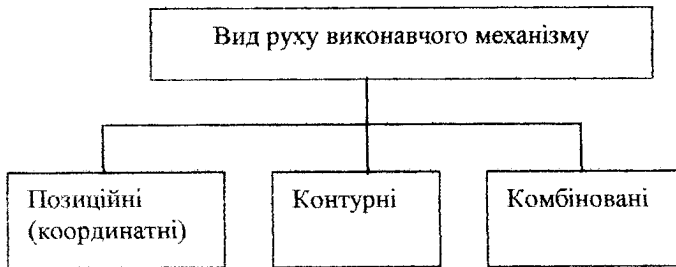 Вид руху виконавчого механізму
Позиційні
(координатні)
Контурні
Комбіновані